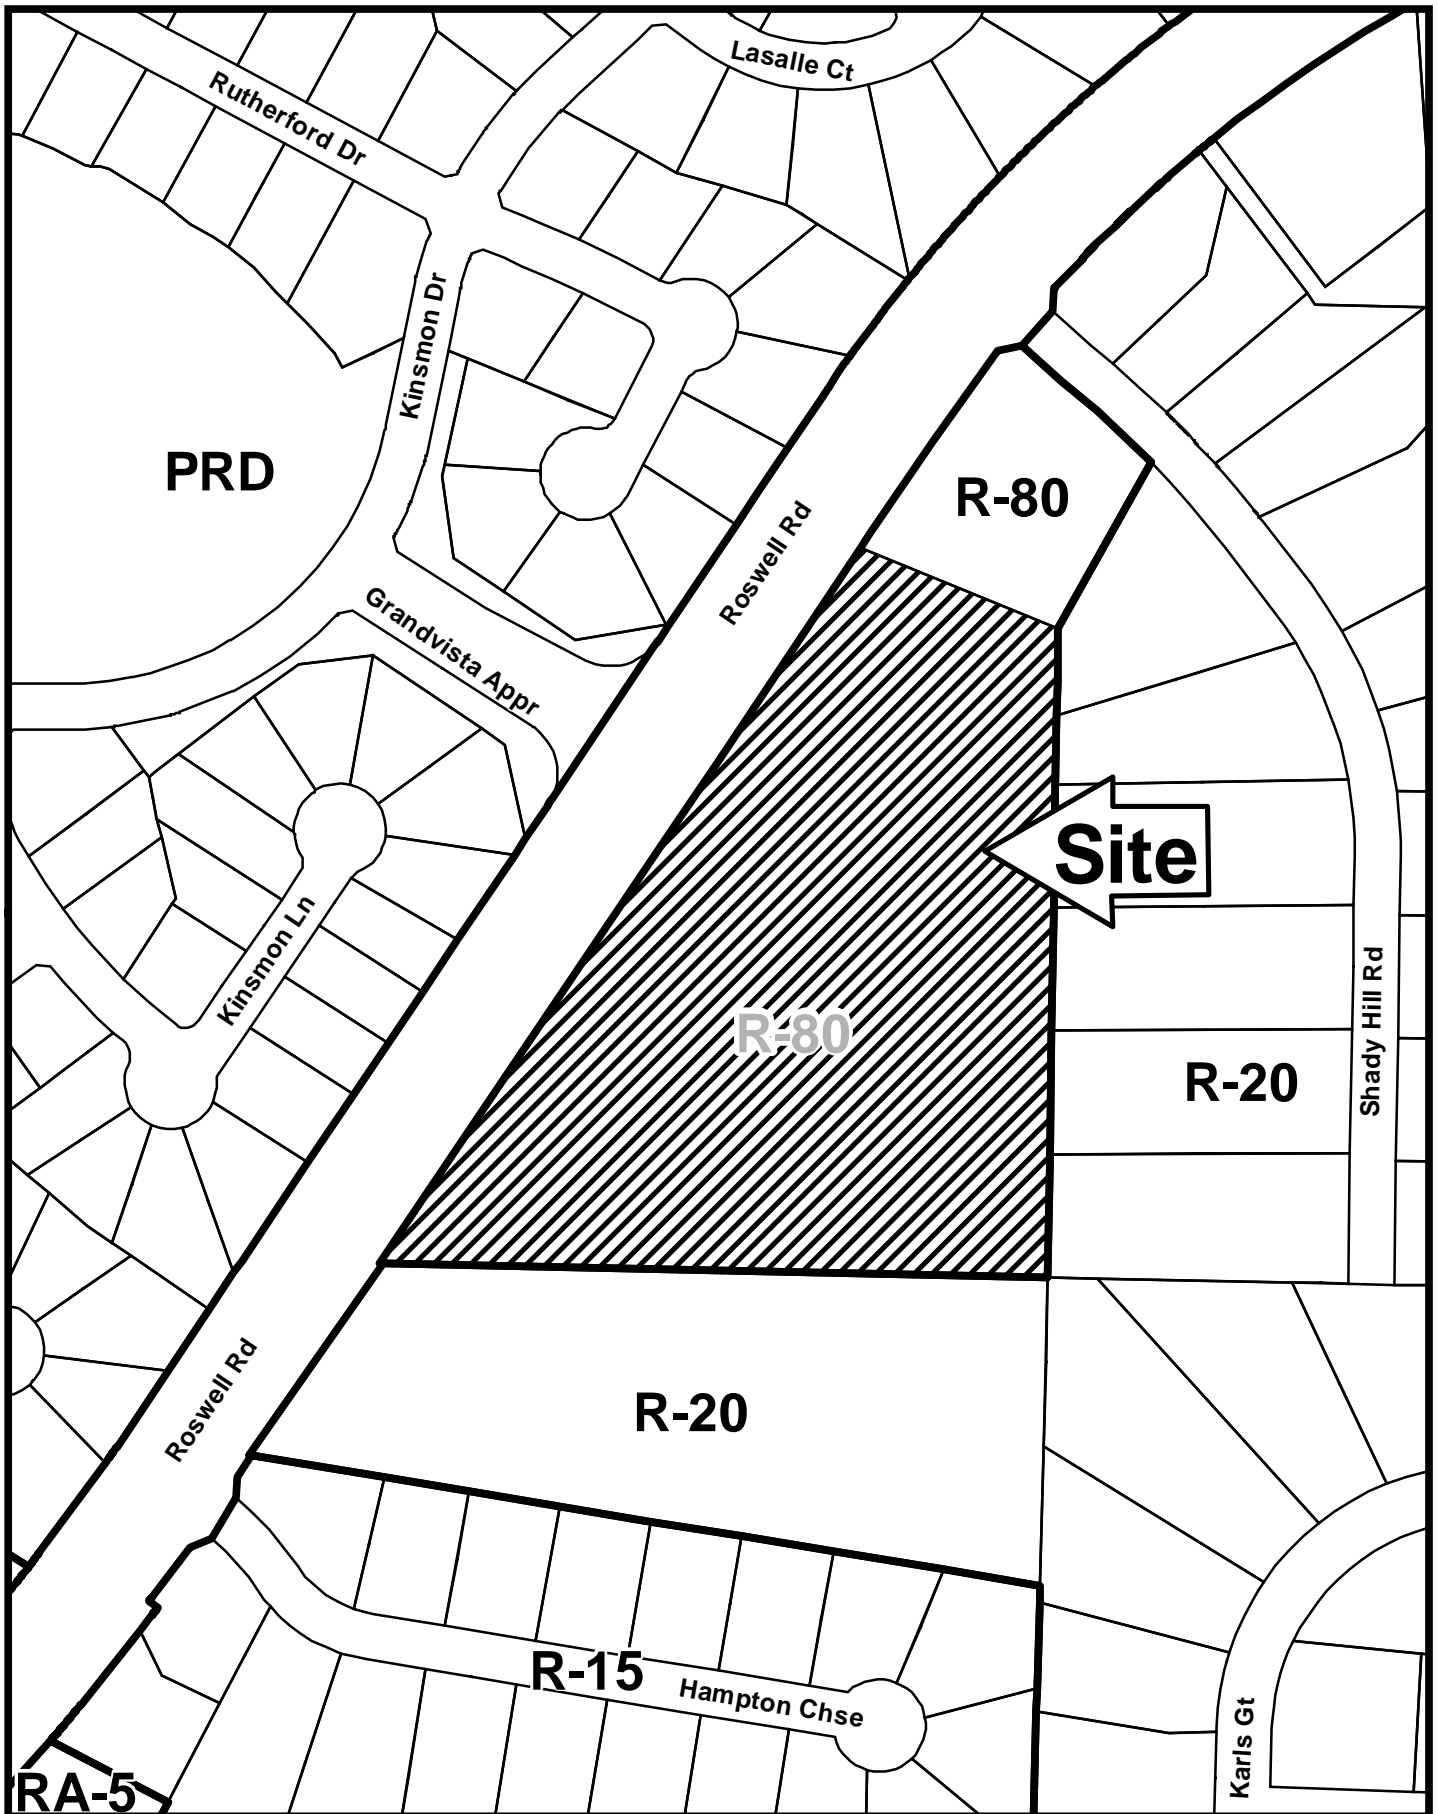 Lasalle Ct
Rutherford Dr
Kinsmon Dr
PRD
R-80
Roswell Rd
Grandvista Appr
Site
Kinsmon Ln
R-80
Shady Hill Rd
R-20
Roswell Rd
R-20
R-15
Hampton Chse
Karls Gt
RA-5